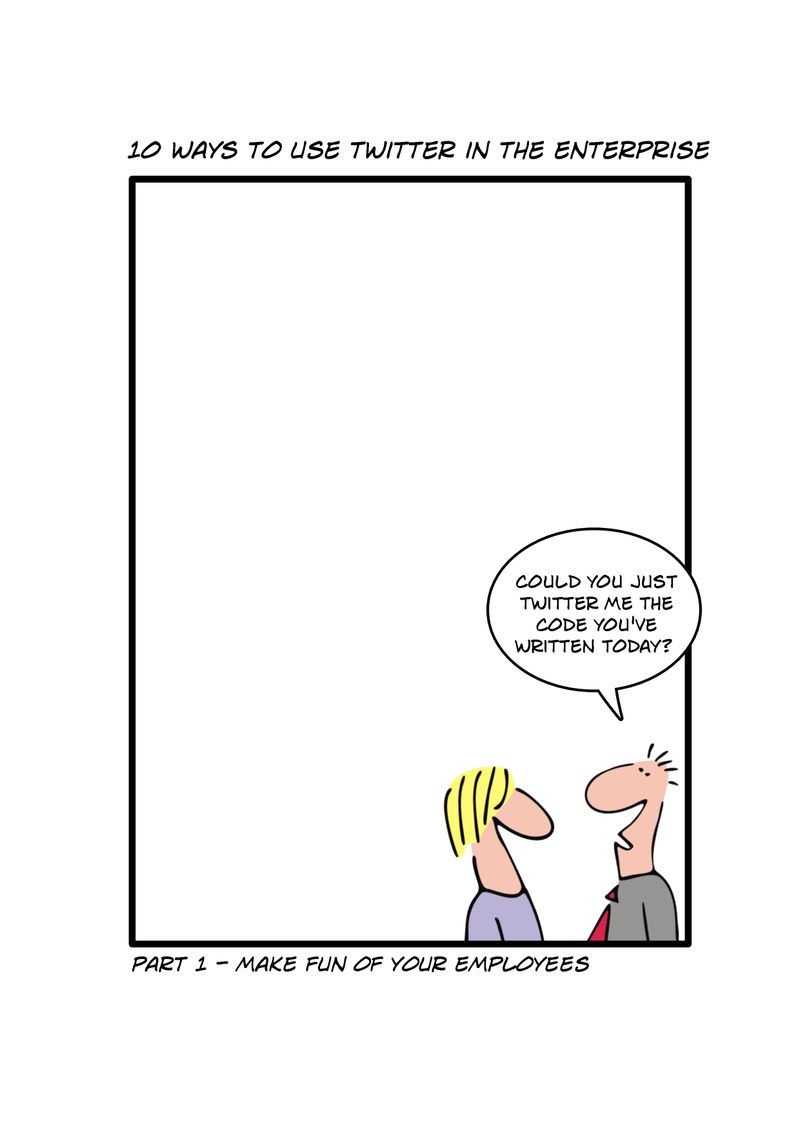 10 WAYS TO USE TWITTER IN THE ENTERPRISE
COULD YOU JUST
TWITTER ME THE
CODE YOU'VE
WRITTEN TODAY?
PART 1 - MAKE FUN OF YOUR EMPLOYEES